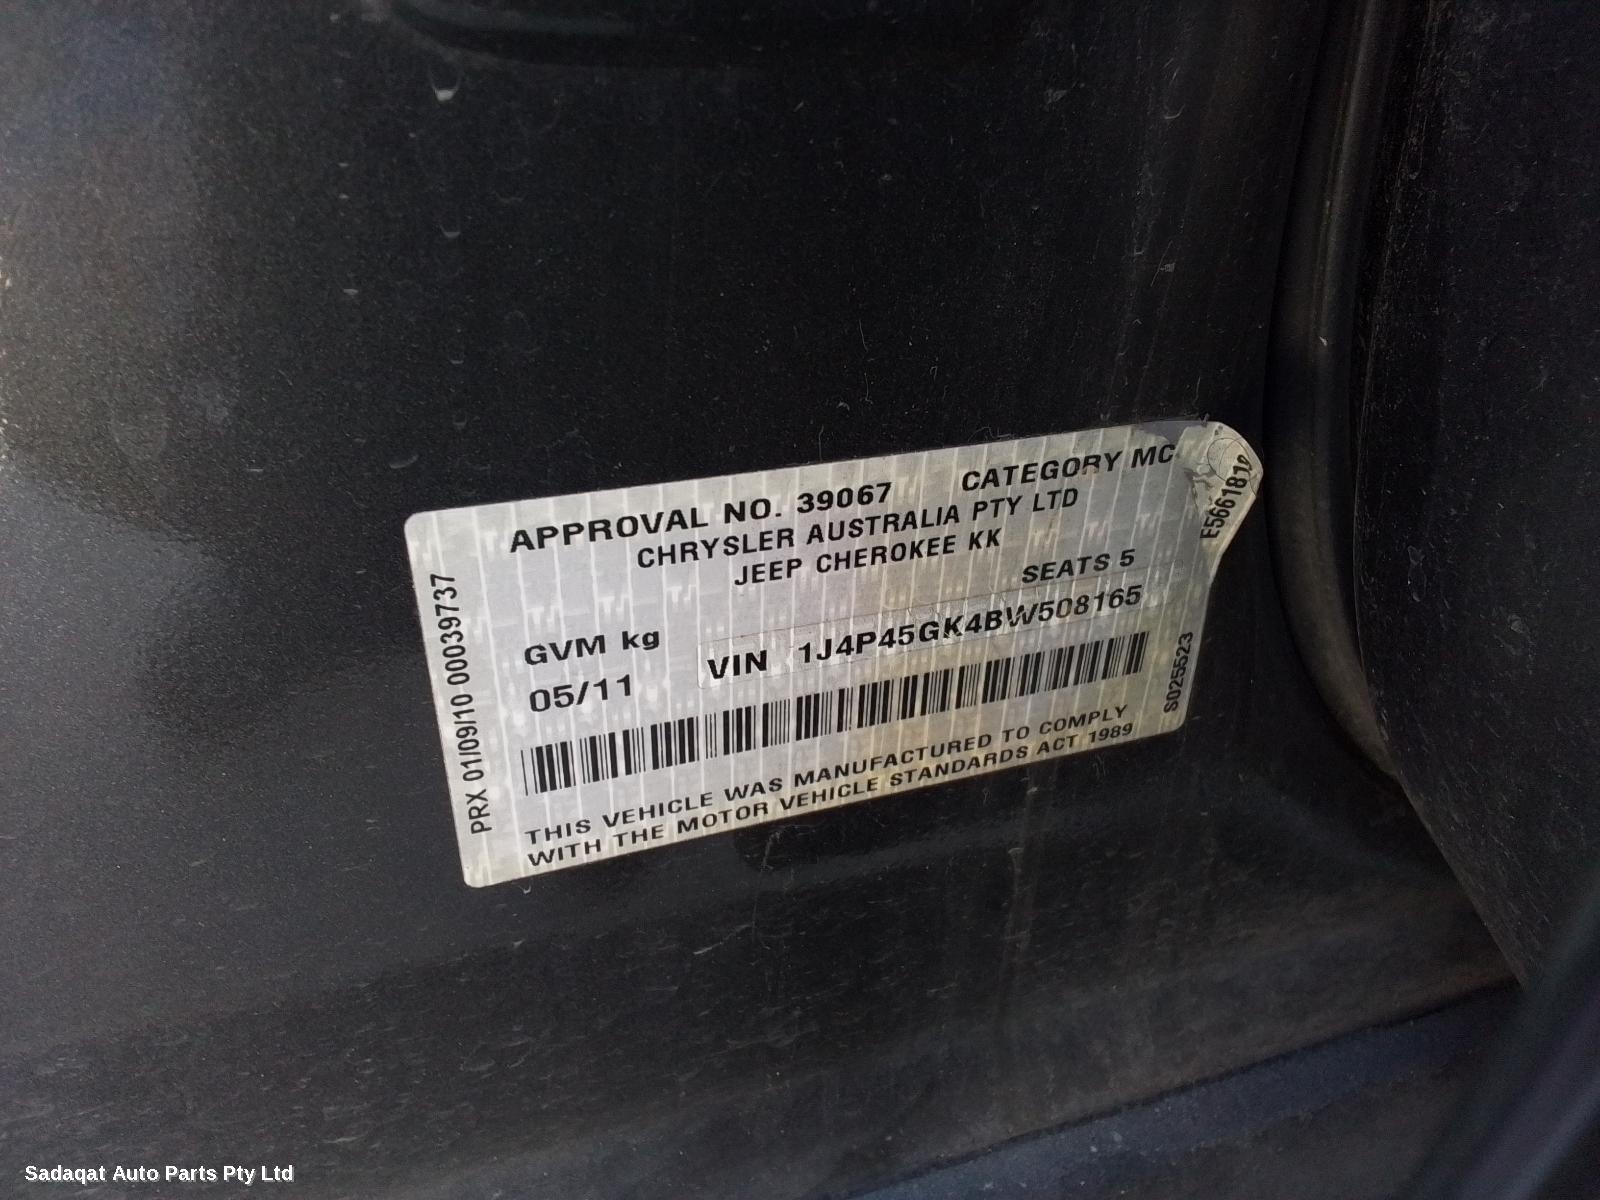 APPROVAL NO. 39067 CATEGORY MC
CHRYSLER AUSTRALIA PTY LTD
JEEP CHEROKEE KK
SEATS 5
GVM kg
VIN 1J4P45GK4BW508165
05/11
THIS VEHICLE WAS MANUFACTURED TO COMPLY
WITH THE MOTOR VEHICLE STANDARDS ACT 1989
PRX 01/09/10 00039737
E5661818
S025523
Sadaqat Auto Parts Pty Ltd